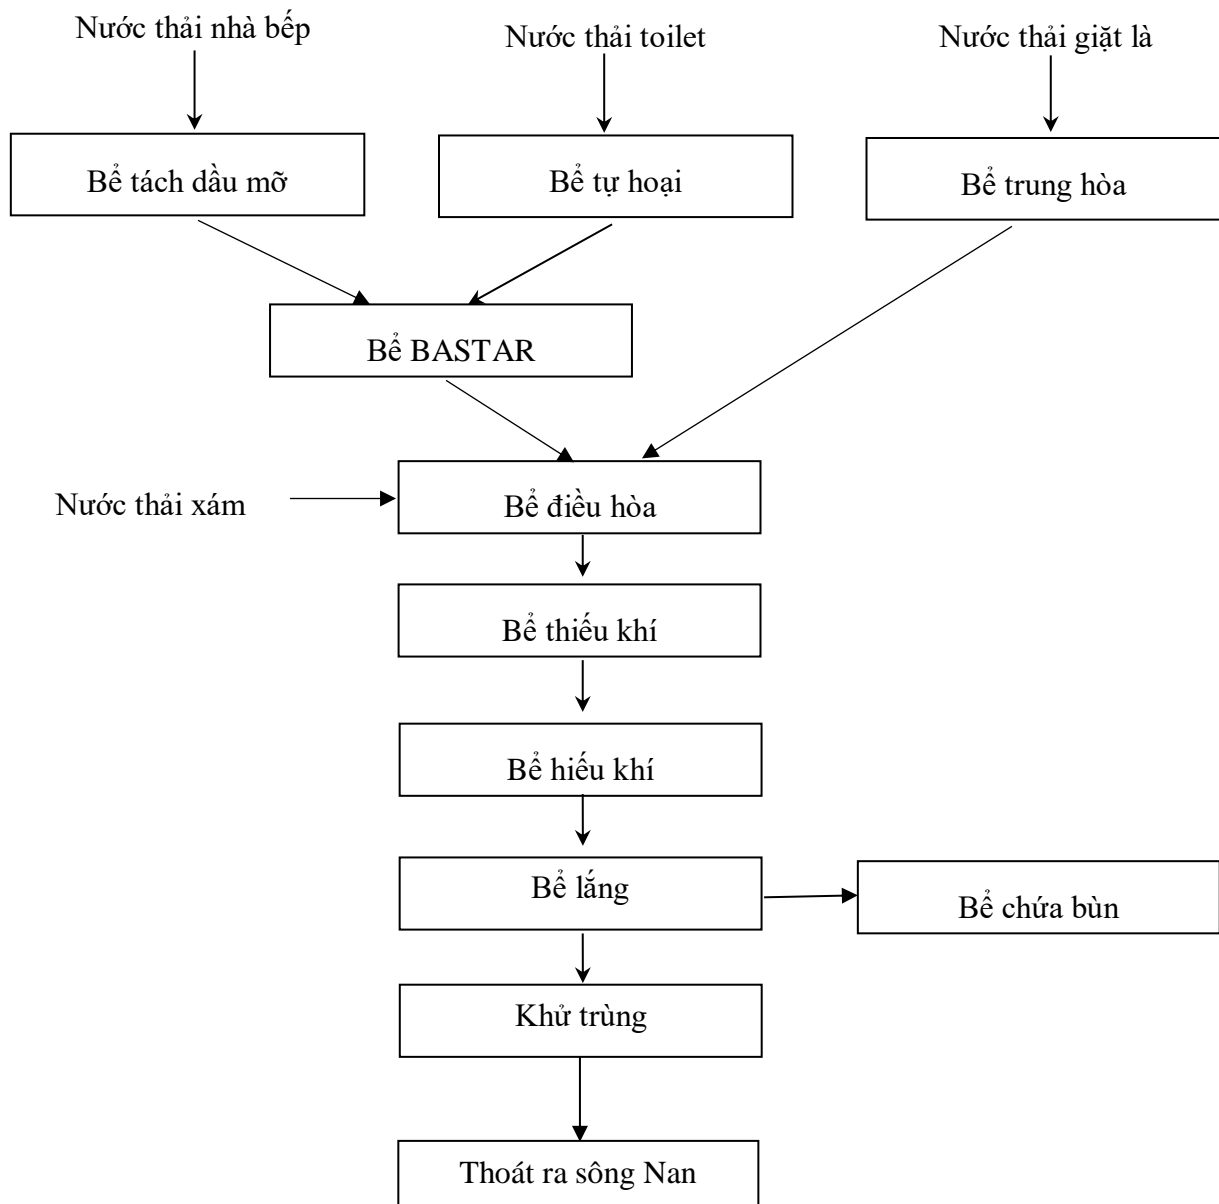 Nước thải nhà bếp
Nước thải toilet
Nước thải giặt là
Bể tách dầu mỡ
Bể tự hoại
Bể trung hòa
Bể BASTAR
Nước thải xám
Bể điều hòa
Bể thiếu khí
Bể hiếu khí
Bể lắng
Bể chứa bùn
Khử trùng
Thoát ra sông Nan